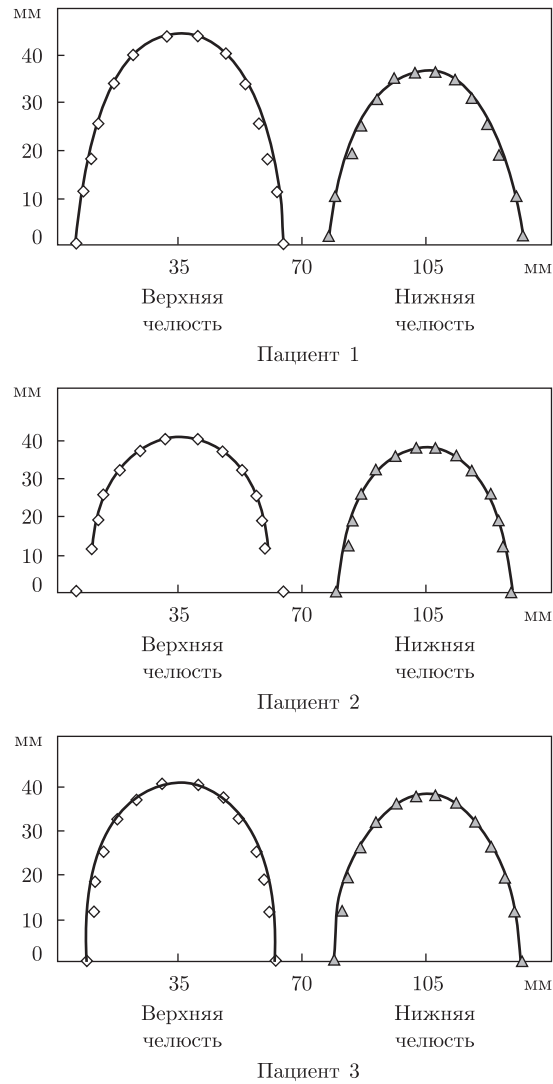 мм
40
30
20
10
0
35 70 105 мм
Верхняя Нижняя
челюсть челюсть
Пациент 1
мм
40
30
20
10
0
35 70 105 мм
Верхняя Нижняя
челюсть челюсть
Пациент 2
мм
40
30
20
10
0
35 70 105 мм
Верхняя Нижняя
челюсть челюсть
Пациент 3